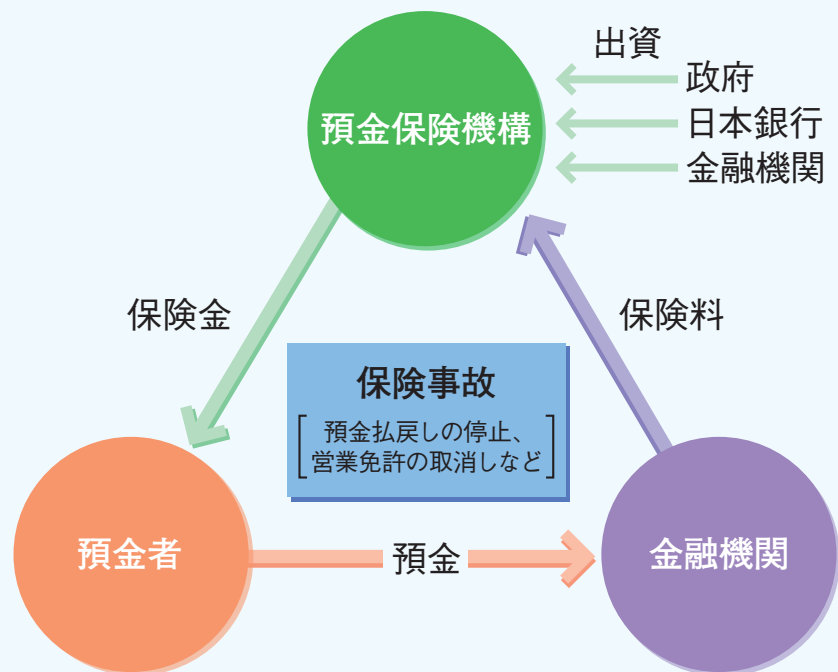 出資
政府
預金保険機構
日本銀行
金融機関
保険金
保険料
保険事故
預金払戻しの停止、
営業免許の取消しなど
預金者
預金
金融機関